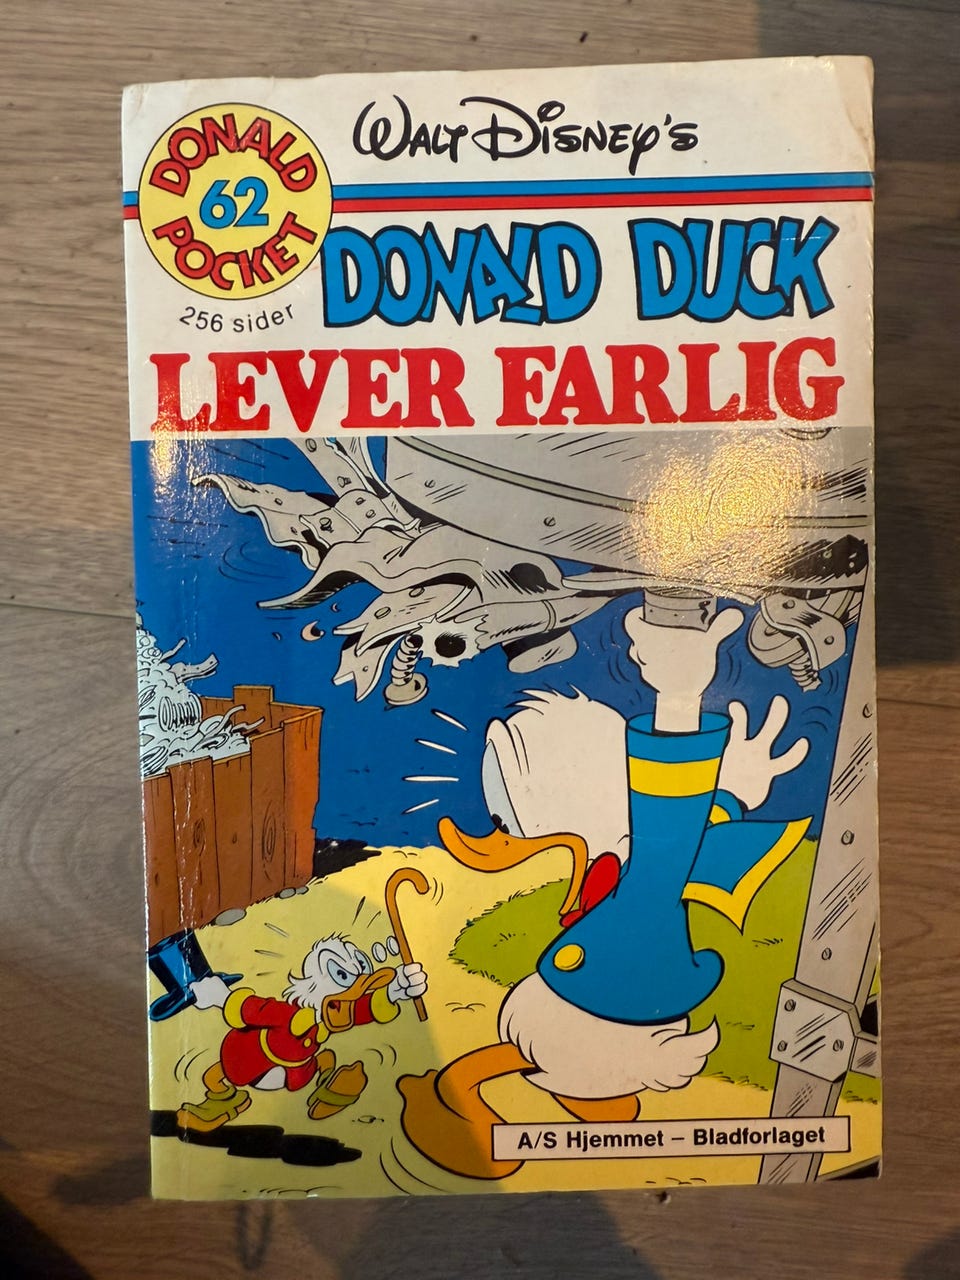 WALT DISNEY'S
DONALD
62
POCKET
256 sider
DONALD DUCK
LEVER FARLIG
A/S Hjemmet – Bladforlaget